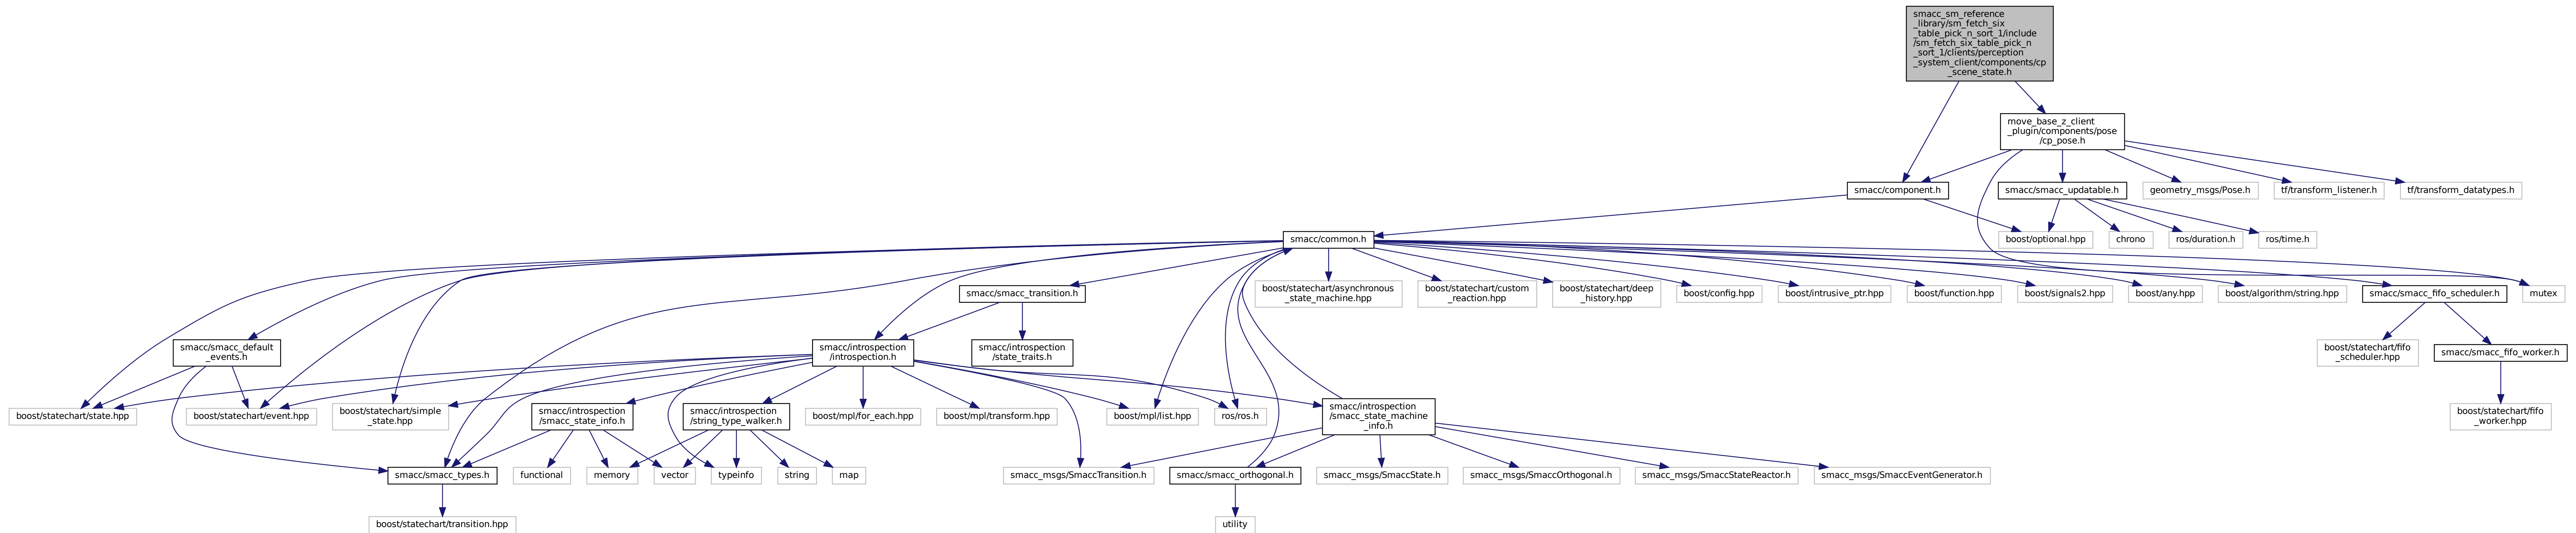 smacc_sm_reference
_library/sm_fetch_six
_table_pick_n_sort_1/include
/sm_fetch_six_table_pick_n
_sort_1/clients/perception
_system_client/components/cp
_scene_state.h
move_base_z_client
_plugin/components/pose
/cp_pose.h
smacc/component.h
smacc/smacc_updatable.h
geometry_msgs/Pose.h
tf/transform_listener.h
tf/transform_datatypes.h
smacc/common.h
boost/optional.hpp
chrono
ros/duration.h
ros/time.h
smacc/smacc_transition.h
boost/statechart/asynchronous
_state_machine.hpp
boost/statechart/custom
_reaction.hpp
boost/statechart/deep
_history.hpp
boost/config.hpp
boost/intrusive_ptr.hpp
boost/function.hpp
boost/signals2.hpp
boost/any.hpp
boost/algorithm/string.hpp
smacc/smacc_fifo_scheduler.h
mutex
smacc/smacc_default
_events.h
smacc/introspection
/introspection.h
smacc/introspection
/state_traits.h
boost/statechart/fifo
_scheduler.hpp
smacc/smacc_fifo_worker.h
boost/statechart/state.hpp
boost/statechart/event.hpp
boost/statechart/simple
_state.hpp
smacc/introspection
/smacc_state_info.h
smacc/introspection
/string_type_walker.h
boost/mpl/for_each.hpp
boost/mpl/transform.hpp
boost/mpl/list.hpp
ros/ros.h
smacc/introspection
/smacc_state_machine
_info.h
boost/statechart/fifo
_worker.hpp
smacc/smacc_types.h
functional
memory
vector
typeinfo
string
map
smacc_msgs/SmaccTransition.h
smacc/smacc_orthogonal.h
smacc_msgs/SmaccState.h
smacc_msgs/SmaccOrthogonal.h
smacc_msgs/SmaccStateReactor.h
smacc_msgs/SmaccEventGenerator.h
boost/statechart/transition.hpp
utility